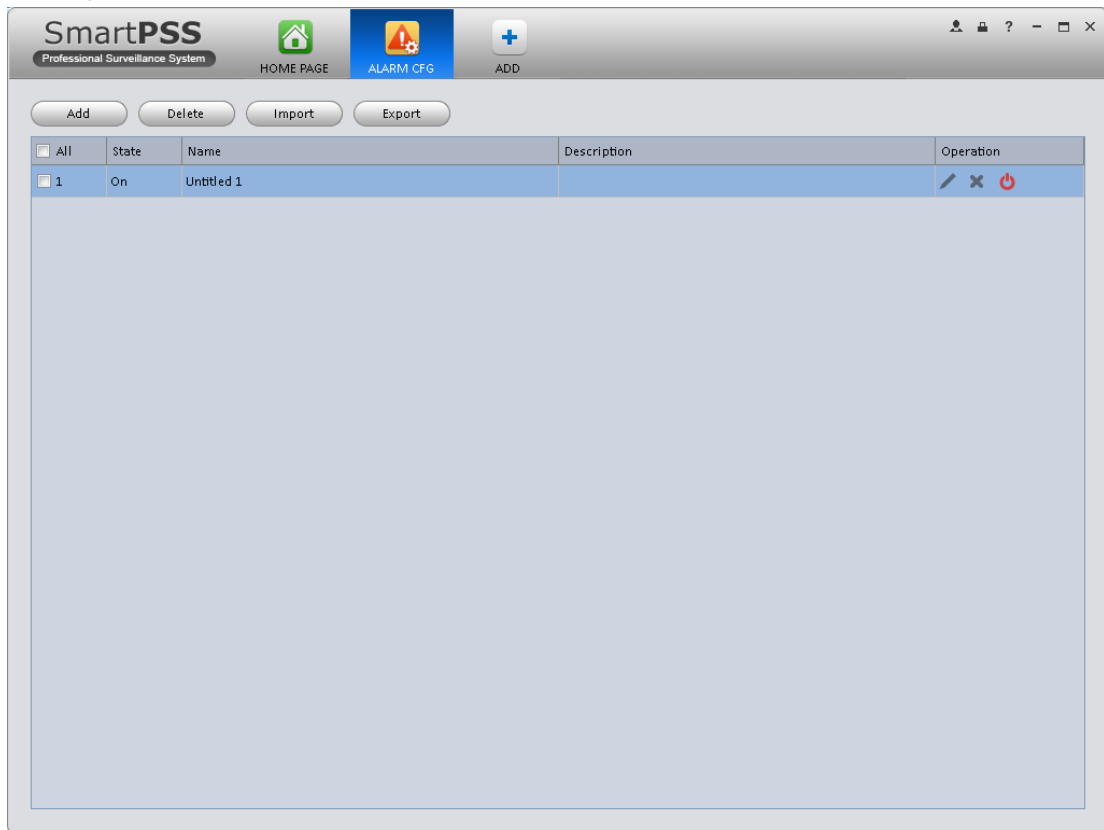 SmartPSS
Professional Surveillance System
HOME PAGE
ALARM CFG
ADD
?
Add
Delete
Import
Export
All State Name Description Operation
1 On Untitled 1